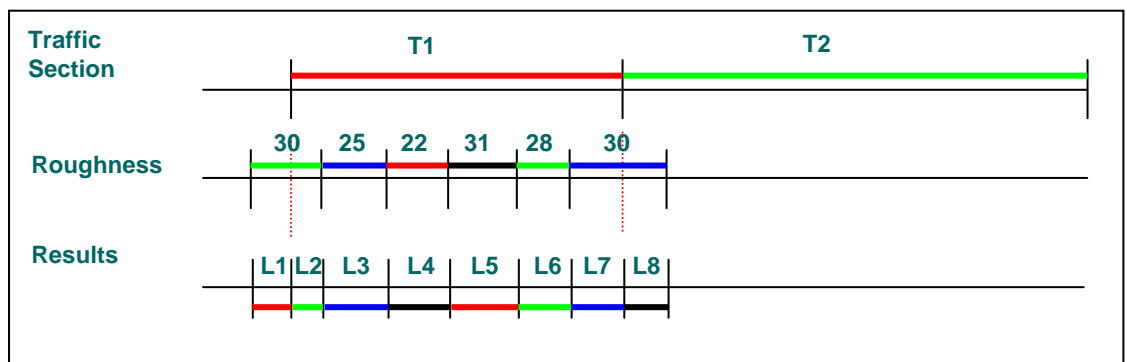 Traffic Section
T1 T2
Roughness
30 25 22 31 28 30
Results
L1 L2 L3 L4 L5 L6 L7 L8